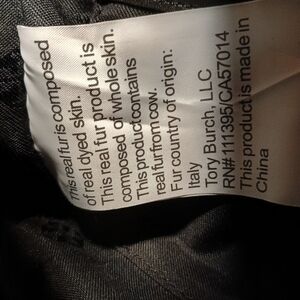 This real fur is composed
of real dyed skin.
This real fur product is
composed of whole skin.
This product contains
real fur from cow.
Fur country of origin:
Italy
Tory Burch, LLC
RN# 111395 CA57014
This product is made in
China